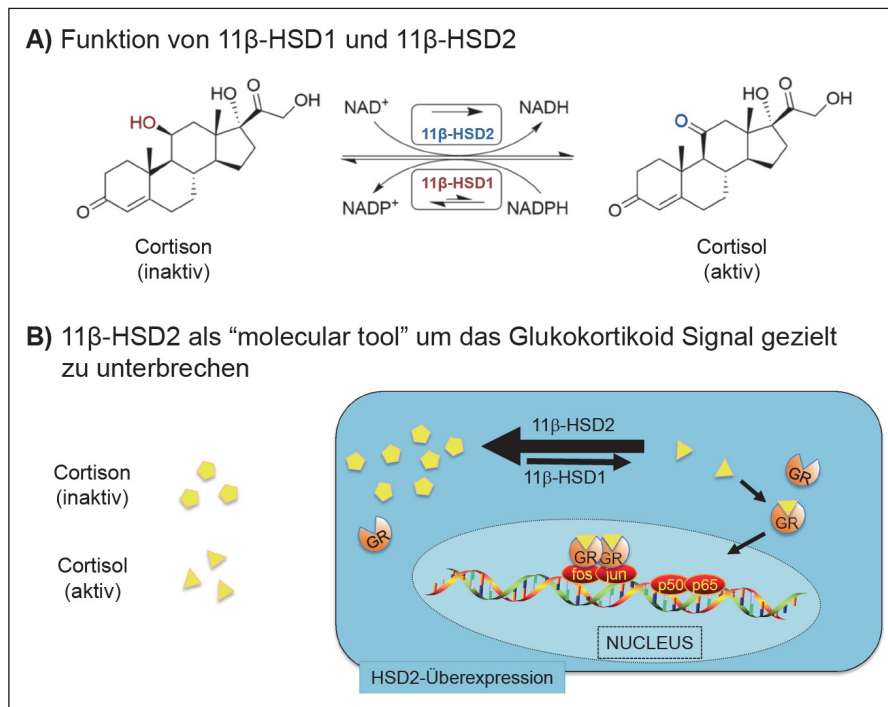 A) Funktion von 11β-HSD1 und 11β-HSD2
HO
O
HO
O
OH
NAD⁺
NADH
11β-HSD2
11β-HSD1
NADP⁺
NADPH
O
O
HO
O
OH
Cortison
(inaktiv)
Cortisol
(aktiv)
B) 11β-HSD2 als “molecular tool” um das Glukokortikoid Signal gezielt
zu unterbrechen
Cortison
(inaktiv)
Cortisol
(aktiv)
11β-HSD2
11β-HSD1
GR
GR
GR
GR
GR
fos
jun
p50
p65
NUCLEUS
HSD2-Überexpression